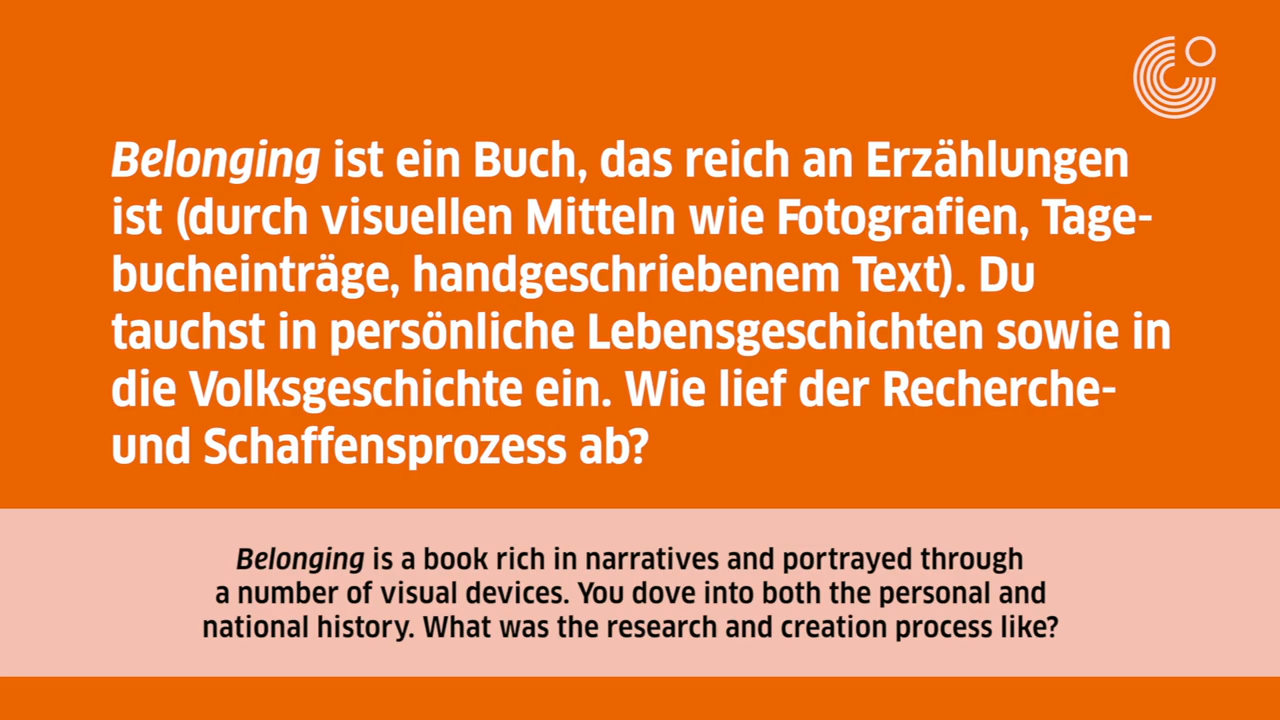 Belonging ist ein Buch, das reich an Erzählungen
ist (durch visuellen Mitteln wie Fotografien, Tage-
bucheinträge, handgeschriebenem Text). Du
tauchst in persönliche Lebensgeschichten sowie in
die Volksgeschichte ein. Wie lief der Recherche-
und Schaffensprozess ab?
Belonging is a book rich in narratives and portrayed through
a number of visual devices. You dove into both the personal and
national history. What was the research and creation process like?